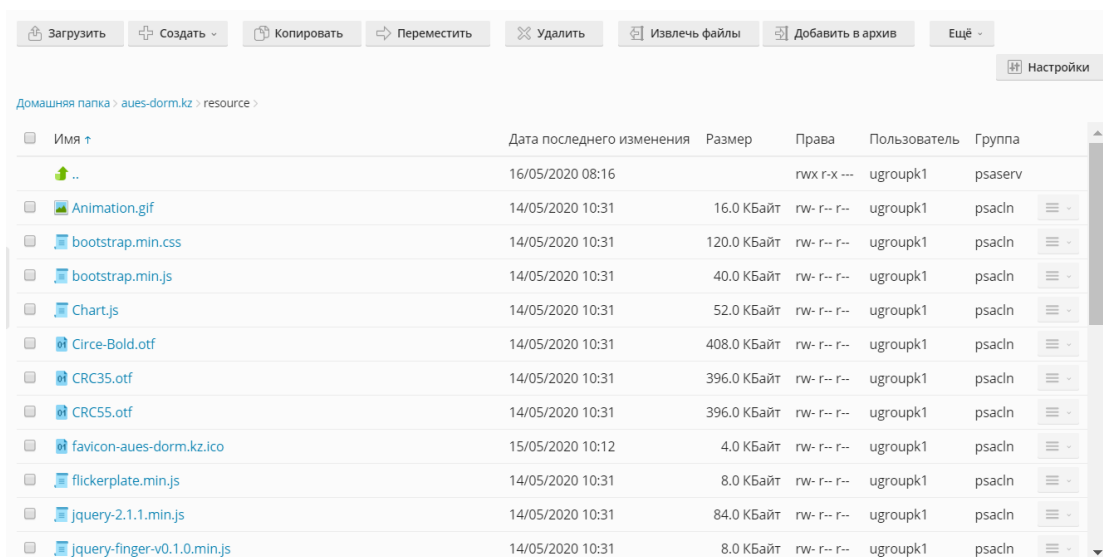 Загрузить Создать Копировать Переместить Удалить Извлечь файлы Добавить в архив Ещё
Настройки
Домашняя папка > aues-dorm.kz > resource >
Имя ↑ Дата последнего изменения Размер Права Пользователь Группа
.. 16/05/2020 08:16 rwx r-x --- ugroupk1 psaserv
Animation.gif 14/05/2020 10:31 16.0 КБайт rw- r-- r-- ugroupk1 psacln
bootstrap.min.css 14/05/2020 10:31 120.0 КБайт rw- r-- r-- ugroupk1 psacln
bootstrap.min.js 14/05/2020 10:31 40.0 КБайт rw- r-- r-- ugroupk1 psacln
Chart.js 14/05/2020 10:31 52.0 КБайт rw- r-- r-- ugroupk1 psacln
Circe-Bold.otf 14/05/2020 10:31 408.0 КБайт rw- r-- r-- ugroupk1 psacln
CRC35.otf 14/05/2020 10:31 396.0 КБайт rw- r-- r-- ugroupk1 psacln
CRC55.otf 14/05/2020 10:31 396.0 КБайт rw- r-- r-- ugroupk1 psacln
favicon-aues-dorm.kz.ico 15/05/2020 10:12 4.0 КБайт rw- r-- r-- ugroupk1 psacln
flickerplate.min.js 14/05/2020 10:31 8.0 КБайт rw- r-- r-- ugroupk1 psacln
jquery-2.1.1.min.js 14/05/2020 10:31 84.0 КБайт rw- r-- r-- ugroupk1 psacln
jquery-finger-v0.1.0.min.js 14/05/2020 10:31 8.0 КБайт rw- r-- r-- ugroupk1 psacln